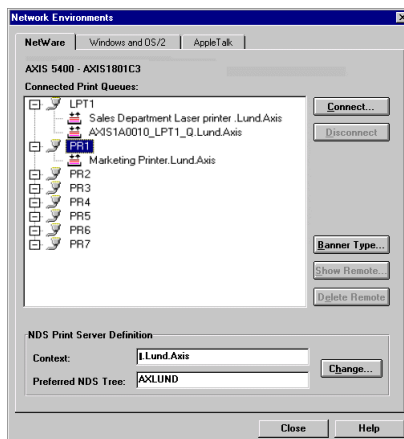 Network Environments
NetWare
Windows and OS/2
AppleTalk
AXIS 5400 - AXIS1801C3
Connected Print Queues:
LPT1
Sales Department Laser printer .Lund.Axis
AXIS1A0010_LPT1_Q.Lund.Axis
PR1
Marketing Printer.Lund.Axis
PR2
PR3
PR4
PR5
PR6
PR7
Connect...
Disconnect
Banner Type...
Show Remote...
Delete Remote
NDS Print Server Definition
Context:
.Lund.Axis
Preferred NDS Tree:
AXLUND
Change...
Close
Help